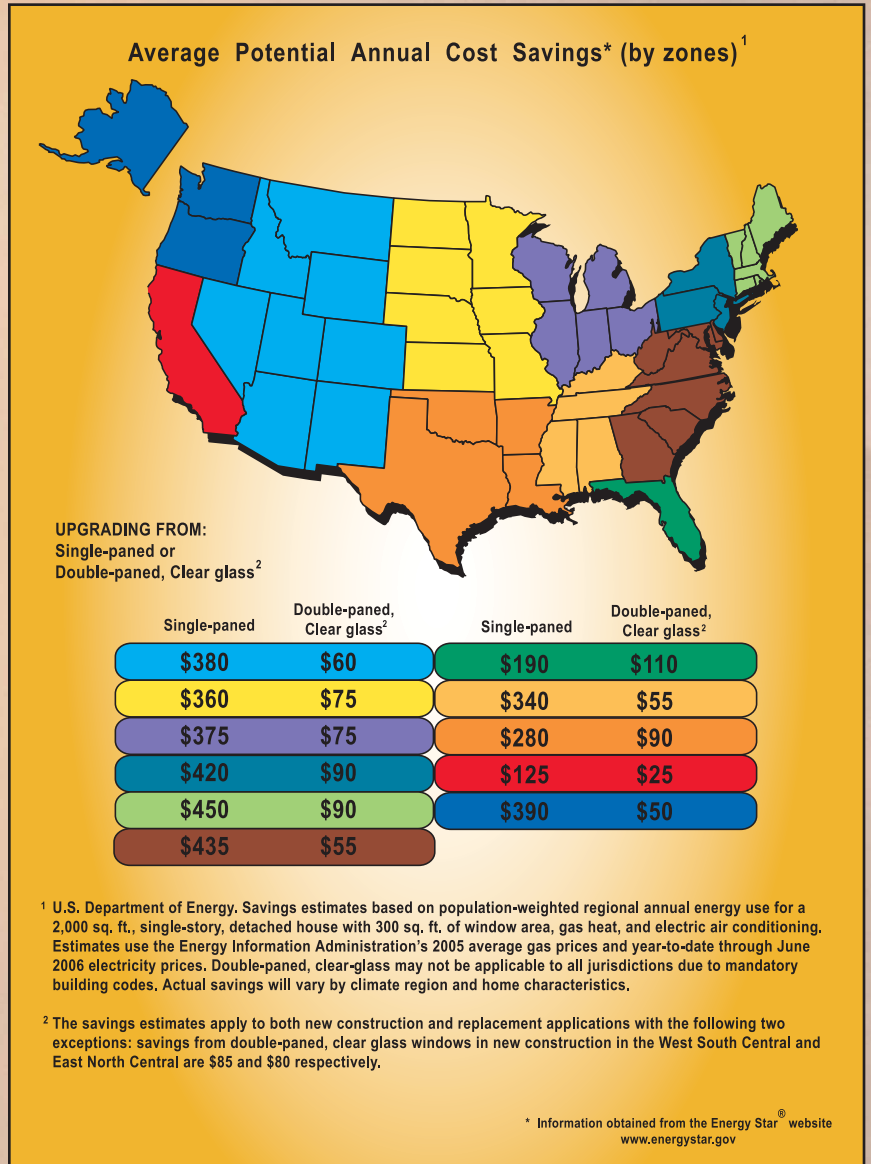 Average Potential Annual Cost Savings* (by zones)¹
UPGRADING FROM:
Single-paned or
Double-paned, Clear glass²
Single-paned Double-paned,
Clear glass²
$380 $60
$360 $75
$375 $75
$420 $90
$450 $90
$435 $55
Single-paned Double-paned,
Clear glass²
$190 $110
$340 $55
$280 $90
$125 $25
$390 $50
¹ U.S. Department of Energy. Savings estimates based on population-weighted regional annual energy use for a
2,000 sq. ft., single-story, detached house with 300 sq. ft. of window area, gas heat, and electric air conditioning.
Estimates use the Energy Information Administration's 2005 average gas prices and year-to-date through June
2006 electricity prices. Double-paned, clear-glass may not be applicable to all jurisdictions due to mandatory
building codes. Actual savings will vary by climate region and home characteristics.
² The savings estimates apply to both new construction and replacement applications with the following two
exceptions: savings from double-paned, clear glass windows in new construction in the West South Central and
East North Central are $85 and $80 respectively.
* Information obtained from the Energy Star® website
www.energystar.gov